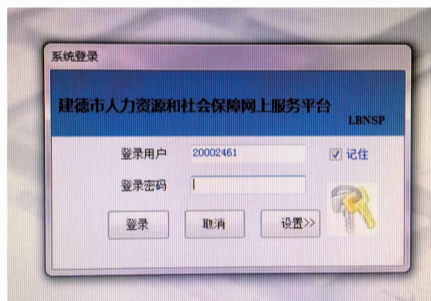 系统登录
建德市人力资源和社会保障网上服务平台
LBNSP
登录用户 20002461 记住
登录密码
登录 取消 设置>>